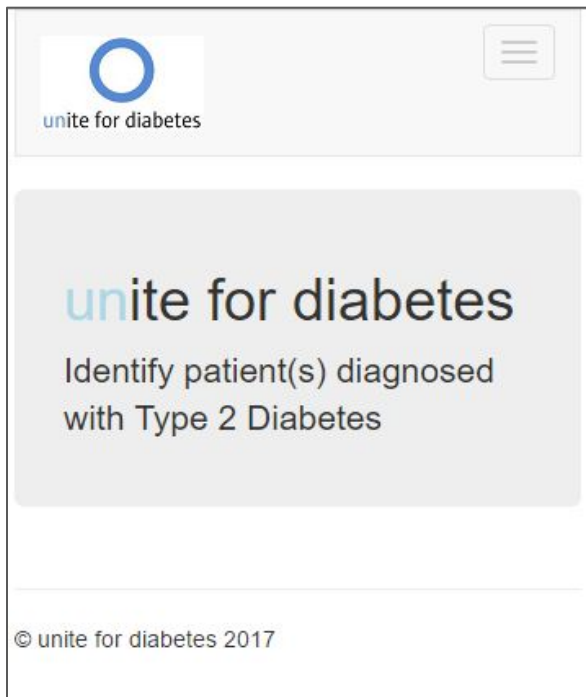 unite for diabetes
unite for diabetes
Identify patient(s) diagnosed
with Type 2 Diabetes
© unite for diabetes 2017